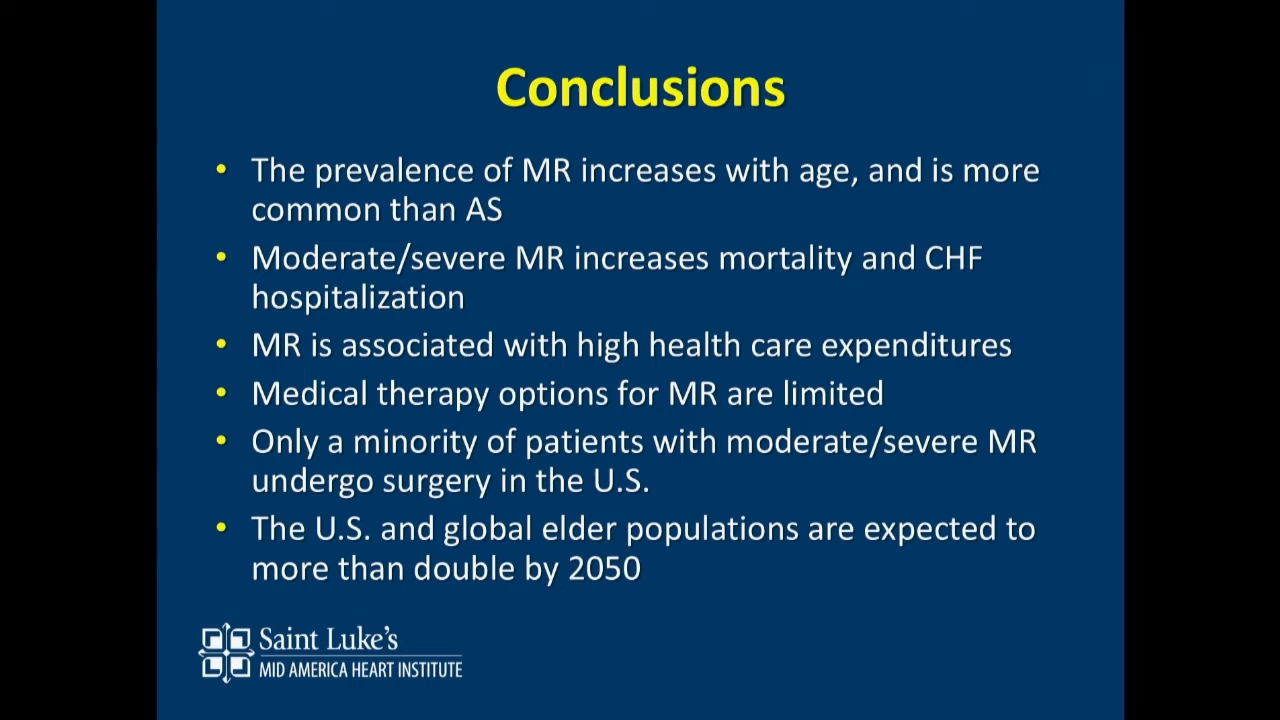 Conclusions
• The prevalence of MR increases with age, and is more
common than AS
• Moderate/severe MR increases mortality and CHF
hospitalization
• MR is associated with high health care expenditures
• Medical therapy options for MR are limited
• Only a minority of patients with moderate/severe MR
undergo surgery in the U.S.
• The U.S. and global elder populations are expected to
more than double by 2050
Saint Luke's
MID AMERICA HEART INSTITUTE